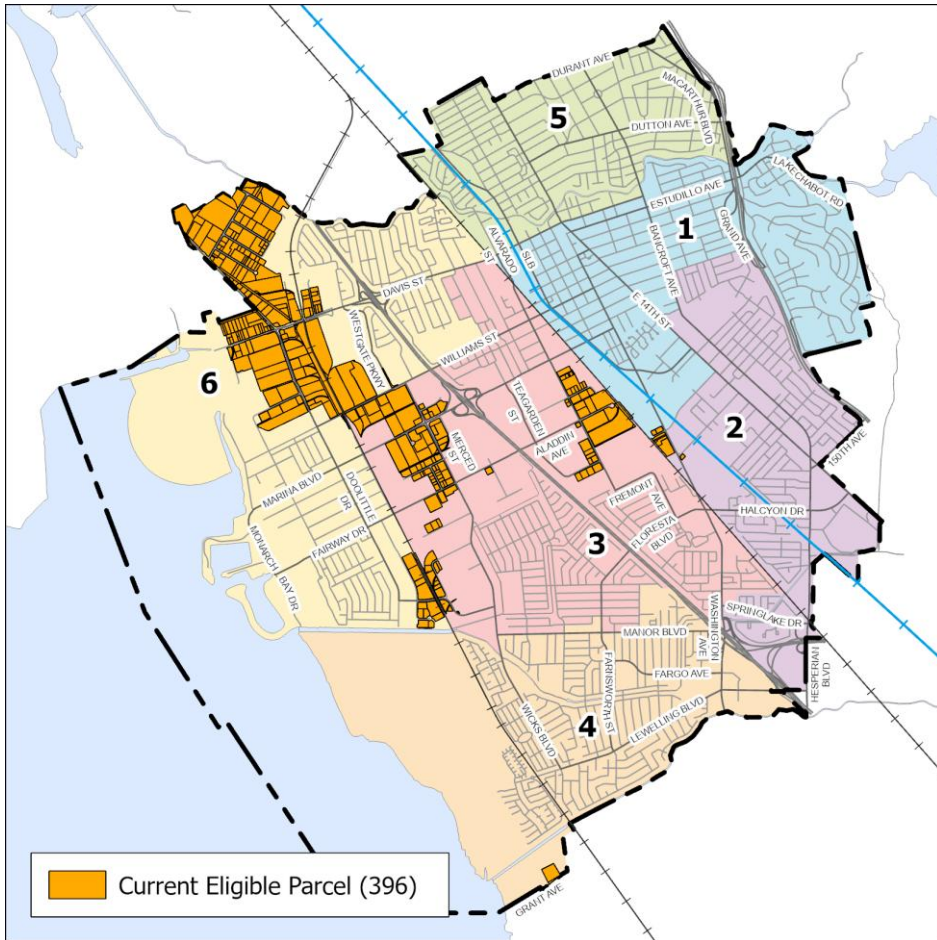 DURANT AVE
MACARTHUR BLVD
5
DUTTON AVE
LAKE CHABOT RD
ESTUDILLO AVE
1
BANCROFT AVE
GRAND AVE
ALVARADO ST
SLB
DAVIS ST
E 14TH ST
WESTGATE PKWY
WILLIAMS ST
6
TEAGARDEN ST
MERCED ST
ALADDIN AVE
2
150TH AVE
MARINA BLVD
DOOLITTLE DR
FREMONT AVE
HALCYON DR
FLORESTA BLVD
FAIRWAY DR
MONARCH BAY DR
3
SPRINGLAKE DR
WASHINGTON AVE
MANOR BLVD
HESPERIAN BLVD
FARGO AVE
FARNSWORTH ST
WICKS BLVD
4
LEWELLING BLVD
Current Eligible Parcel (396)
GRANT AVE